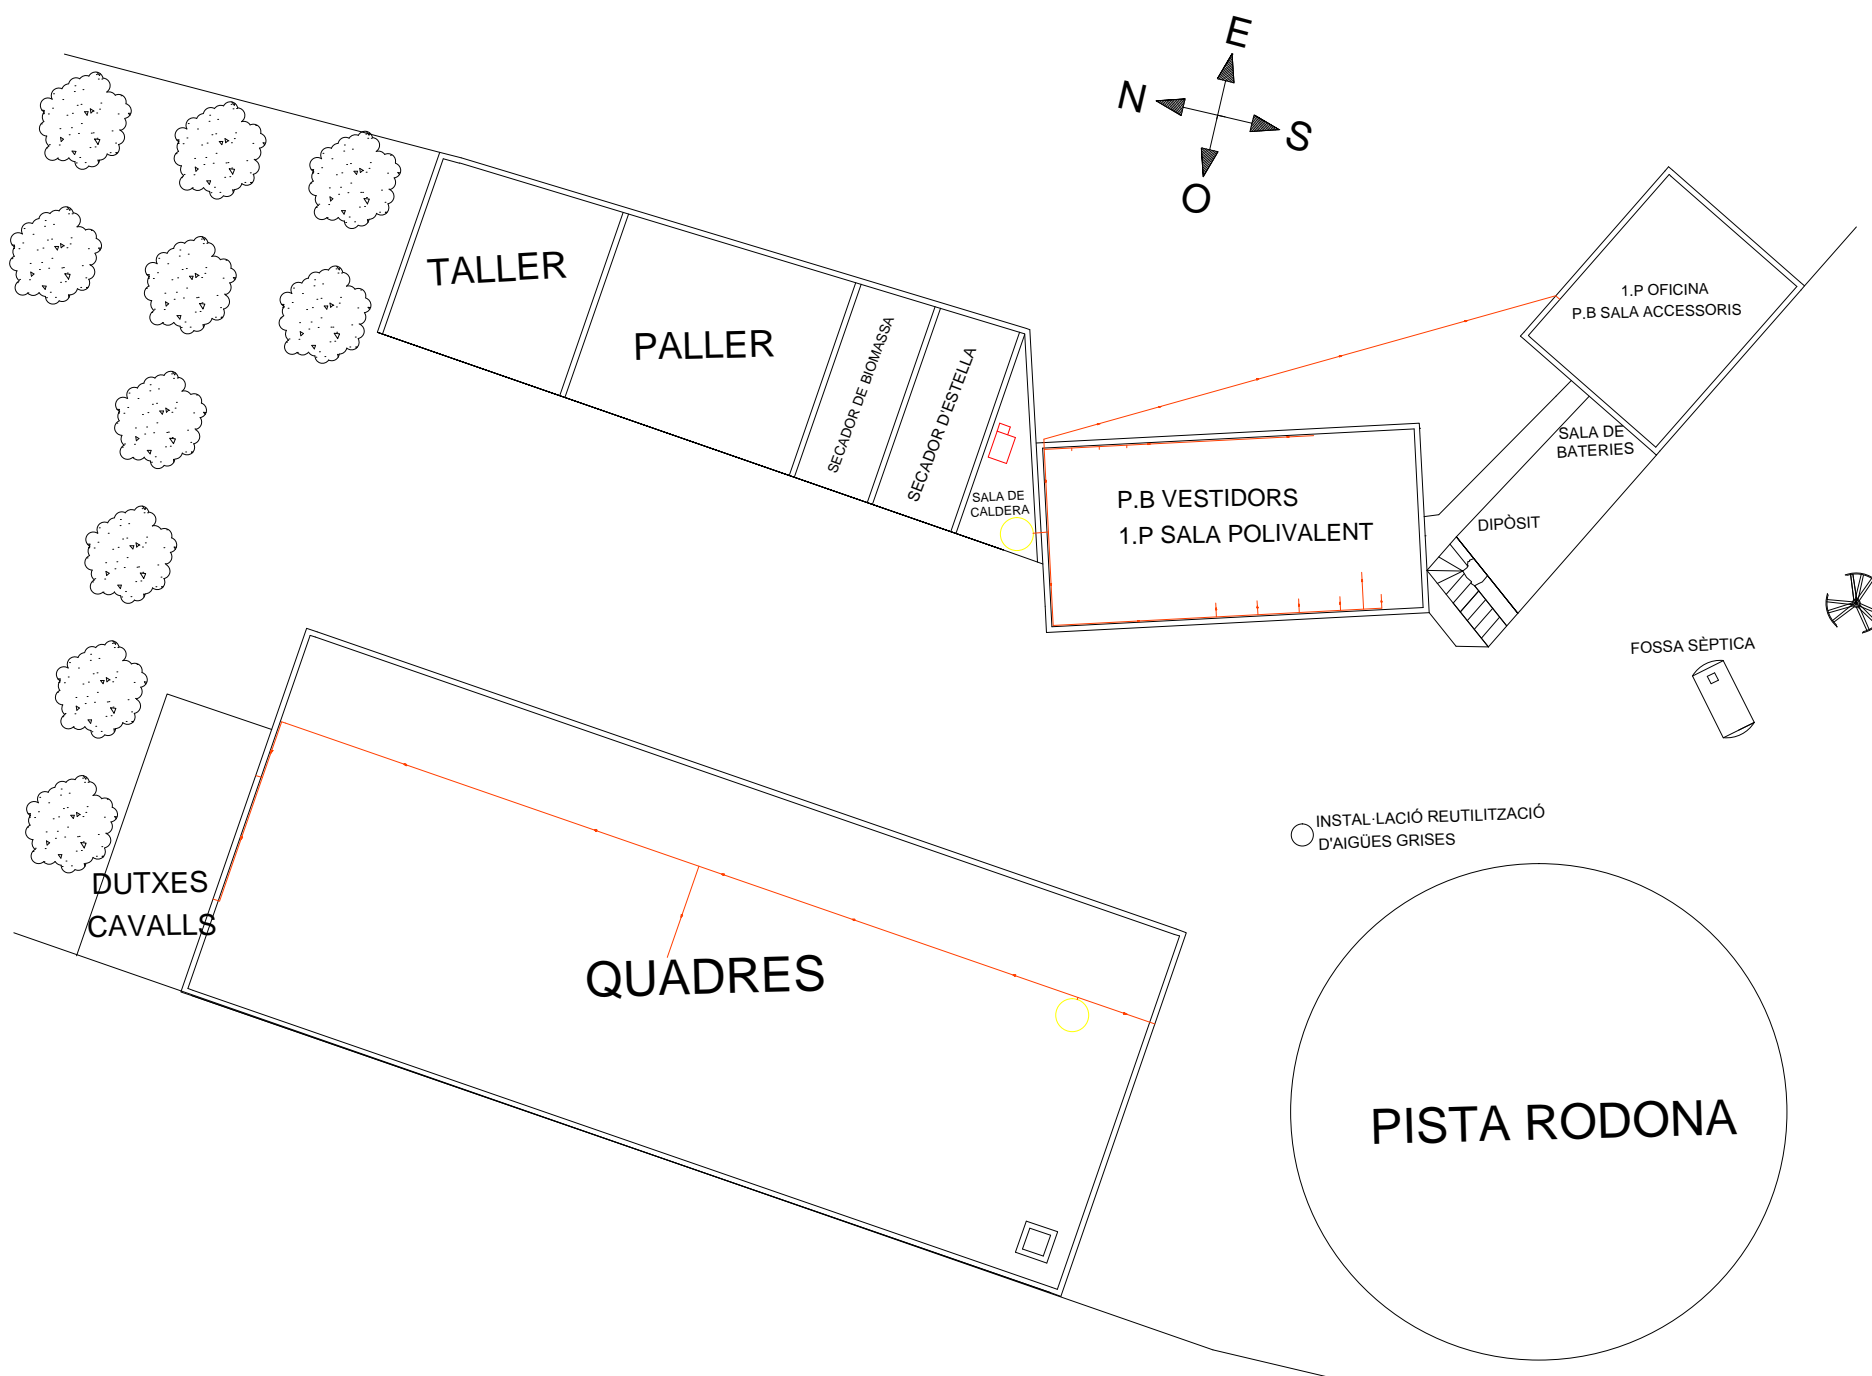 E
N
S
O
TALLER
PALLER
SECADOR DE BIOMASSA
SECADOR D'ESTELLA
SALA DE
CALDERA
P.B VESTIDORS
1.P SALA POLIVALENT
1.P OFICINA
P.B SALA ACCESSORIS
SALA DE
BATERIES
DIPÒSIT
FOSSA SÈPTICA
INSTAL·LACIÓ REUTILITZACIÓ
D'AIGÜES GRISES
DUTXES
CAVALLS
QUADRES
PISTA RODONA